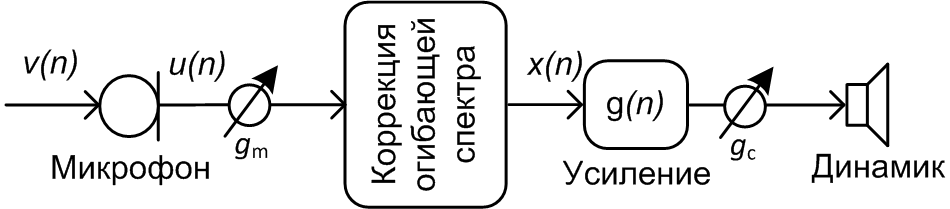 v(n)
u(n)
gm
Микрофон
Коррекция
огибающей
спектра
x(n)
g(n)
Усиление
gc
Динамик